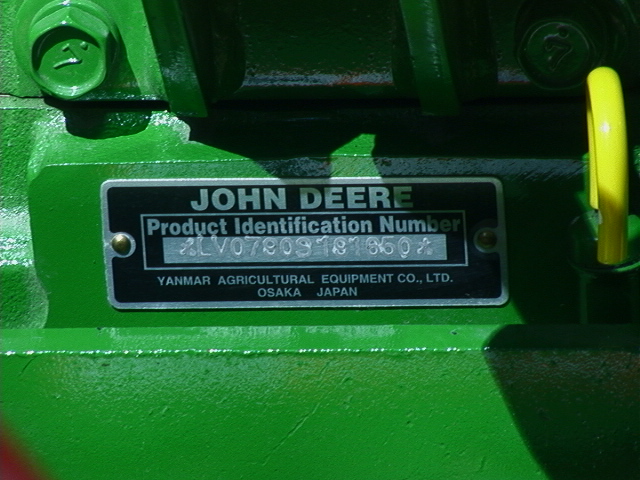 JOHN DEERE
Product Identification Number
YANMAR AGRICULTURAL EQUIPMENT CO., LTD.
OSAKA JAPAN